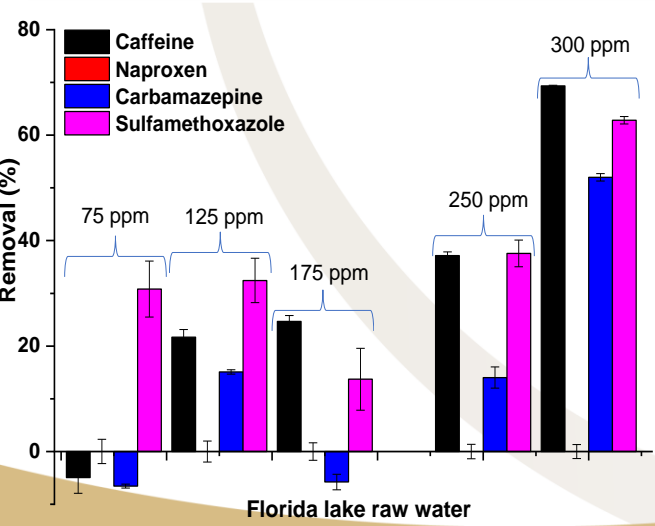 80
60
40
20
0
Removal (%)
Caffeine
Naproxen
Carbamazepine
Sulfamethoxazole
75 ppm
125 ppm
175 ppm
250 ppm
300 ppm
Florida lake raw water